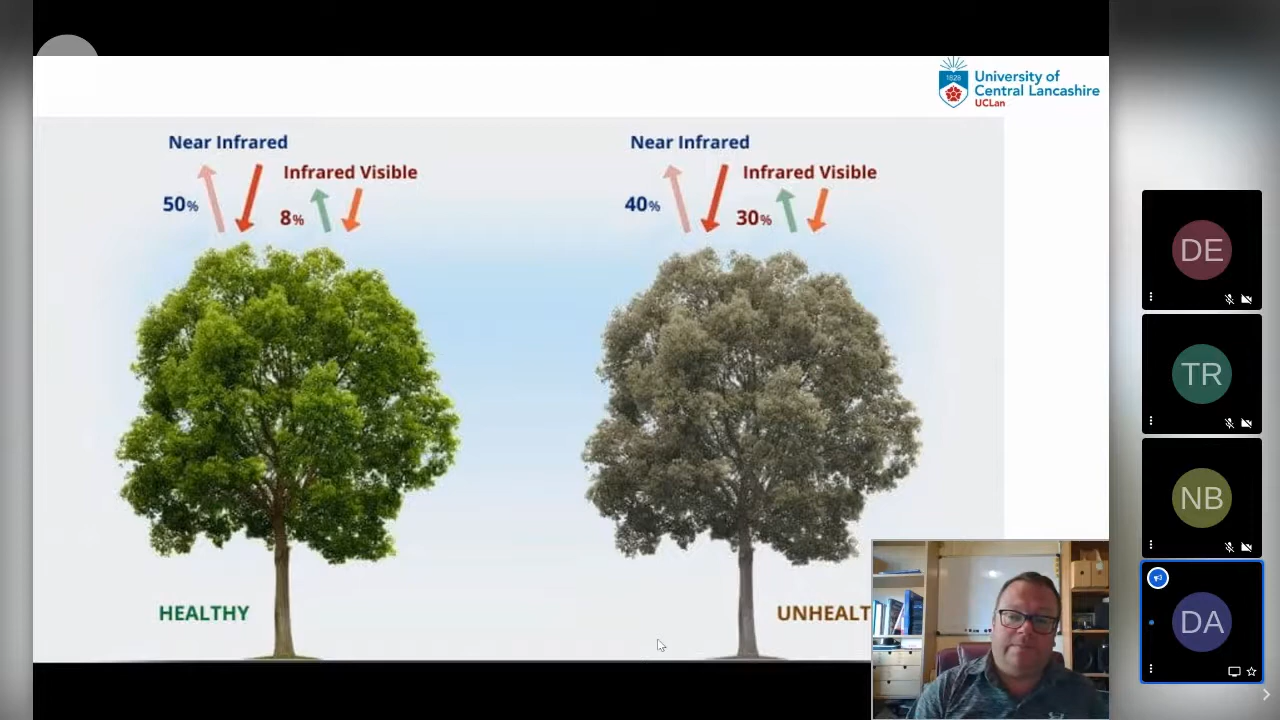 1828
University of
Central Lancashire
UCLan
Near Infrared
Infrared Visible
50%
8%
Near Infrared
Infrared Visible
40%
30%
HEALTHY
UNHEALT
DE
TR
NB
DA